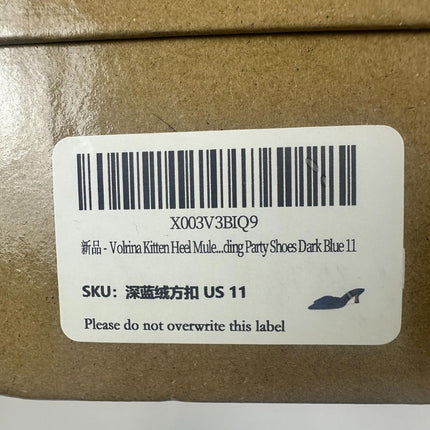 X003V3BIQ9
新品 - Volrina Kitten Heel Mule...ding Party Shoes Dark Blue 11
SKU: 深蓝绒方扣 US 11
Please do not overwrite this label